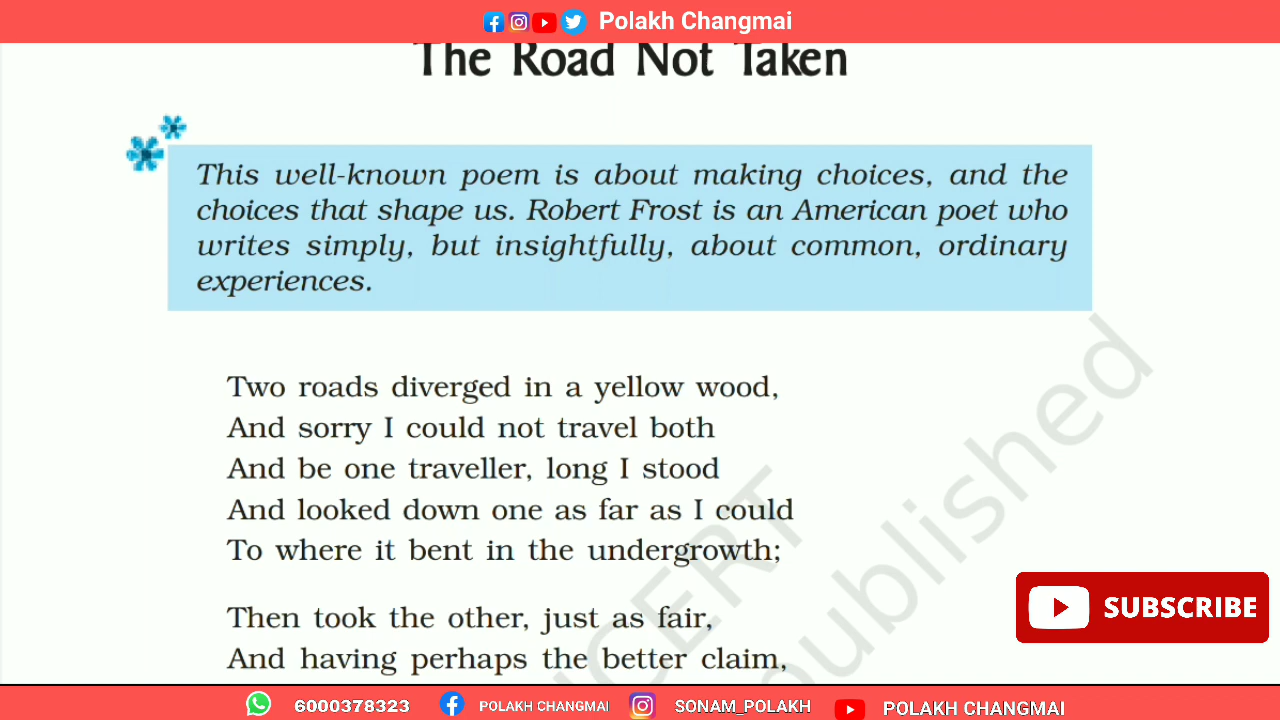 Polakh Changmai
The Road Not Taken
This well-known poem is about making choices, and the
choices that shape us. Robert Frost is an American poet who
writes simply, but insightfully, about common, ordinary
experiences.
Two roads diverged in a yellow wood,
And sorry I could not travel both
And be one traveller, long I stood
And looked down one as far as I could
To where it bent in the undergrowth;
Then took the other, just as fair,
And having perhaps the better claim,
NCERT
published
SUBSCRIBE
6000378323 POLAKH CHANGMAI SONAM_POLAKH POLAKH CHANGMAI